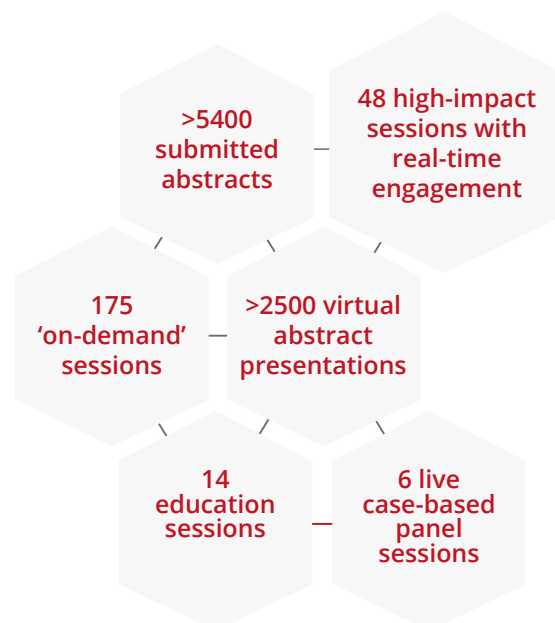 >5400
submitted
abstracts
48 high-impact
sessions with
real-time
engagement
175
‘on-demand’
sessions
>2500 virtual
abstract
presentations
14
education
sessions
6 live
case-based
panel
sessions